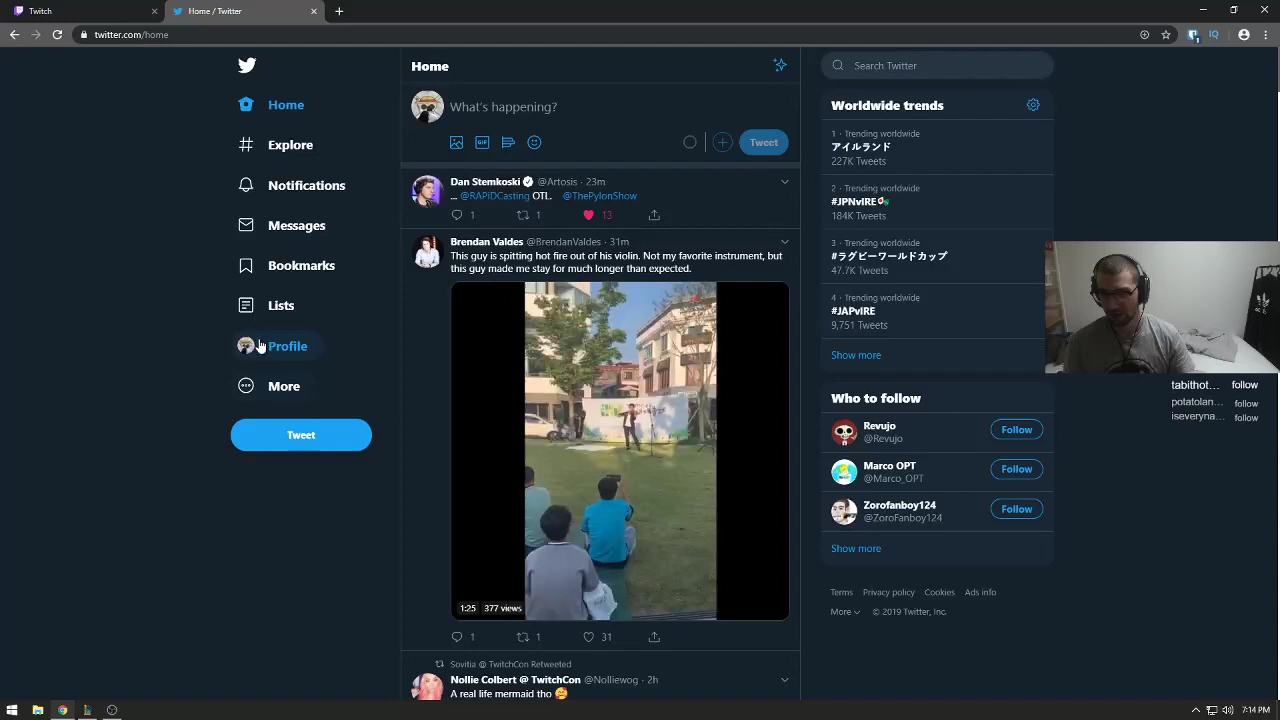 Twitch
Home / Twitter
twitter.com/home
Home
Explore
Notifications
Messages
Bookmarks
Lists
Profile
More
Tweet
Home
What's happening?
GIF
Tweet
Dan Stemkoski @Artosis · 23m
... @RAPiDCasting OTL. @ThePylonShow
1 1 13
Brendan Valdes @BrendanValdes · 31m
This guy is spitting hot fire out of his violin. Not my favorite instrument, but
this guy made me stay for much longer than expected.
1:25 377 views
1 1 31
Sovitia @ TwitchCon Retweeted
Nollie Colbert @ TwitchCon @Nolliewog · 2h
A real life mermaid tho 🥰
Search Twitter
Worldwide trends
1 · Trending worldwide
アイルランド
227K Tweets
2 · Trending worldwide
#JPNvIRE
184K Tweets
3 · Trending worldwide
#ラグビーワールドカップ
47.7K Tweets
4 · Trending worldwide
#JAPvIRE
9,751 Tweets
Show more
Who to follow
Revujo
@Revujo
Follow
Marco OPT
@Marco_OPT
Follow
Zorofanboy124
@ZoroFanboy124
Follow
Show more
Terms Privacy policy Cookies Ads info
More © 2019 Twitter, Inc.
tabithot... follow
potatolan... follow
iseveryna... follow
IQ
1
7:14 PM